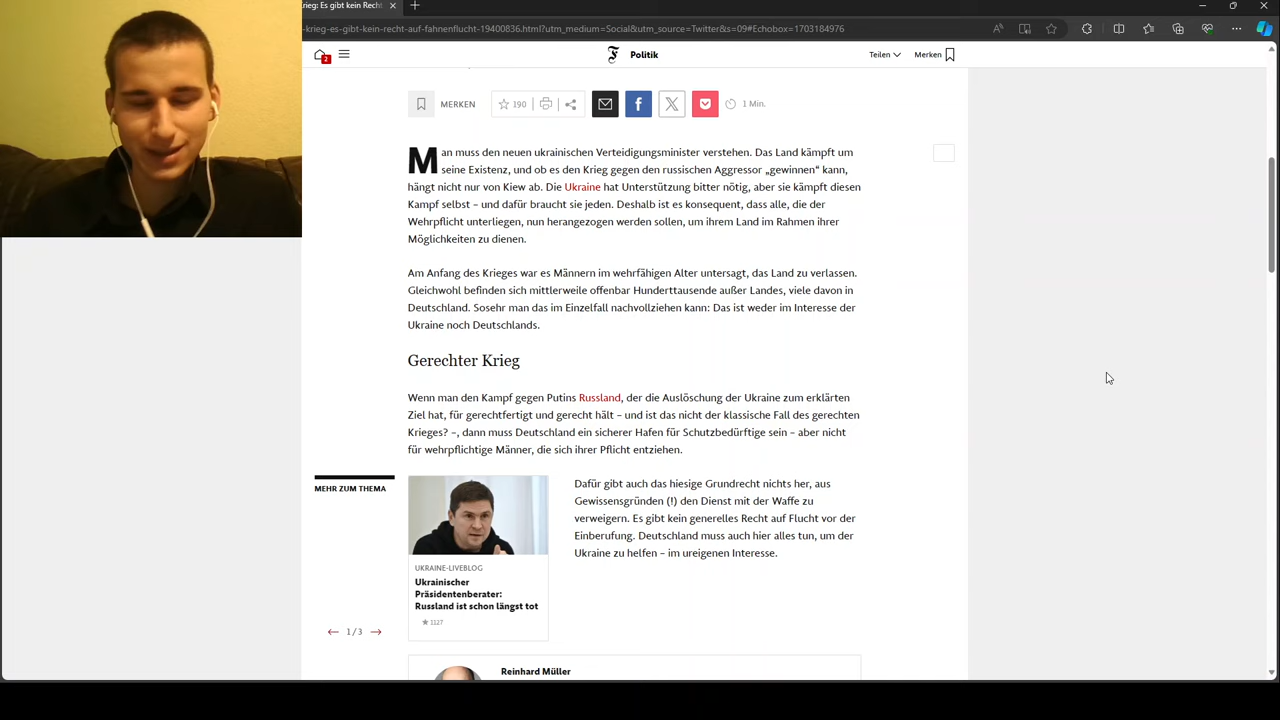 krieg: Es gibt kein Recht
-krieg-es-gibt-kein-recht-auf-fahnenflucht-19400836.html?utm_medium=Social&utm_source=Twitter&s=09#Echobox=1703184976
2
Politik
Teilen
Merken
MERKEN
190
1 Min.
Man muss den neuen ukrainischen Verteidigungsminister verstehen. Das Land kämpft um
seine Existenz, und ob es den Krieg gegen den russischen Aggressor „gewinnen“ kann,
hängt nicht nur von Kiew ab. Die Ukraine hat Unterstützung bitter nötig, aber sie kämpft diesen
Kampf selbst – und dafür braucht sie jeden. Deshalb ist es konsequent, dass alle, die der
Wehrpflicht unterliegen, nun herangezogen werden sollen, um ihrem Land im Rahmen ihrer
Möglichkeiten zu dienen.
Am Anfang des Krieges war es Männern im wehrfähigen Alter untersagt, das Land zu verlassen.
Gleichwohl befinden sich mittlerweile offenbar Hunderttausende außer Landes, viele davon in
Deutschland. Sosehr man das im Einzelfall nachvollziehen kann: Das ist weder im Interesse der
Ukraine noch Deutschlands.
Gerechter Krieg
Wenn man den Kampf gegen Putins Russland, der die Auslöschung der Ukraine zum erklärten
Ziel hat, für gerechtfertigt und gerecht hält – und ist das nicht der klassische Fall des gerechten
Krieges? –, dann muss Deutschland ein sicherer Hafen für Schutzbedürftige sein – aber nicht
für wehrpflichtige Männer, die sich ihrer Pflicht entziehen.
MEHR ZUM THEMA
1/3
UKRAINE-LIVEBLOG
Ukrainischer
Präsidentenberater:
Russland ist schon längst tot
1127
Dafür gibt auch das hiesige Grundrecht nichts her, aus
Gewissensgründen (!) den Dienst mit der Waffe zu
verweigern. Es gibt kein generelles Recht auf Flucht vor der
Einberufung. Deutschland muss auch hier alles tun, um der
Ukraine zu helfen – im ureigenen Interesse.
Reinhard Müller